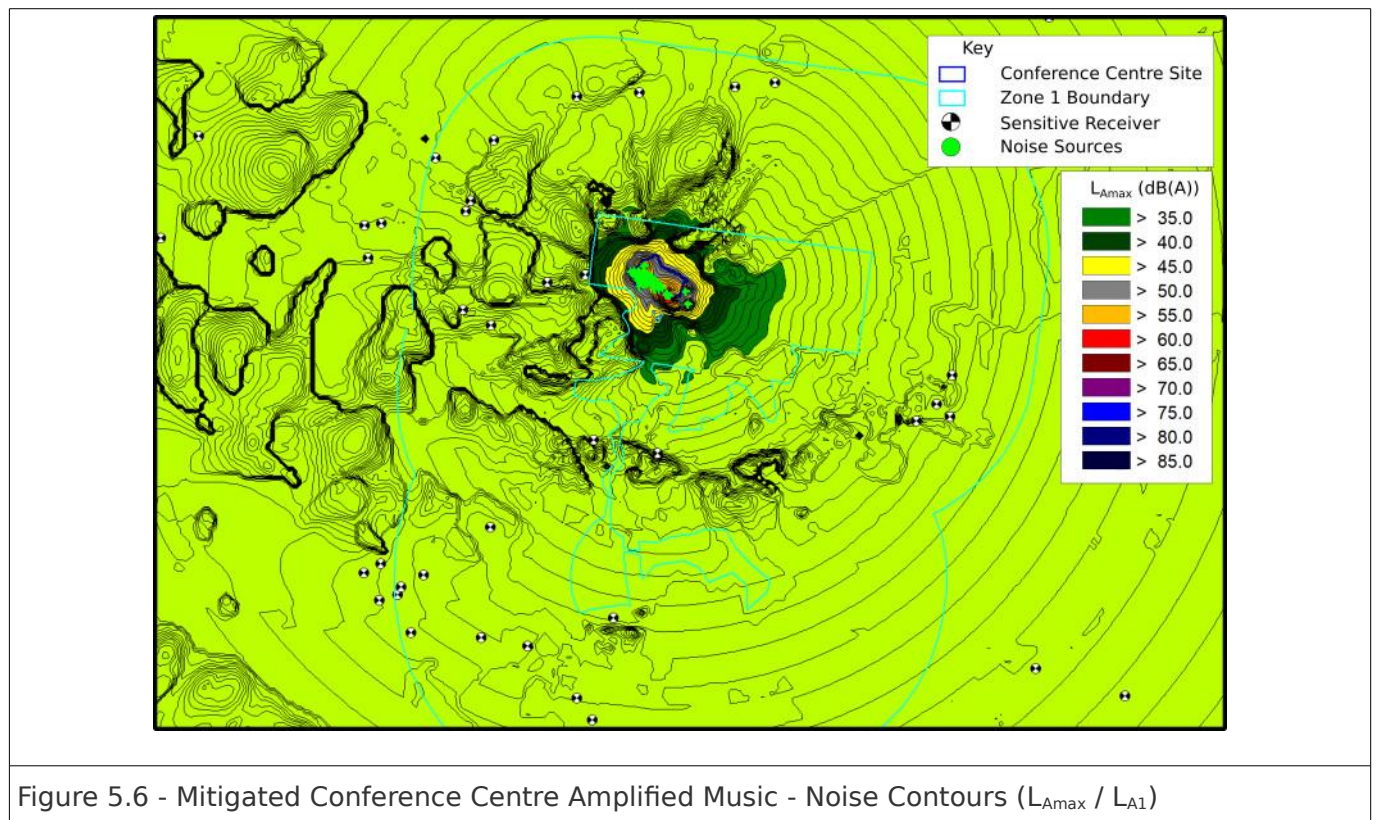 Key
Conference Centre Site
Zone 1 Boundary
Sensitive Receiver
Noise Sources
LAmax (dB(A))
> 35.0
> 40.0
> 45.0
> 50.0
> 55.0
> 60.0
> 65.0
> 70.0
> 75.0
> 80.0
> 85.0
Figure 5.6 - Mitigated Conference Centre Amplified Music - Noise Contours (LAmax / LA1)